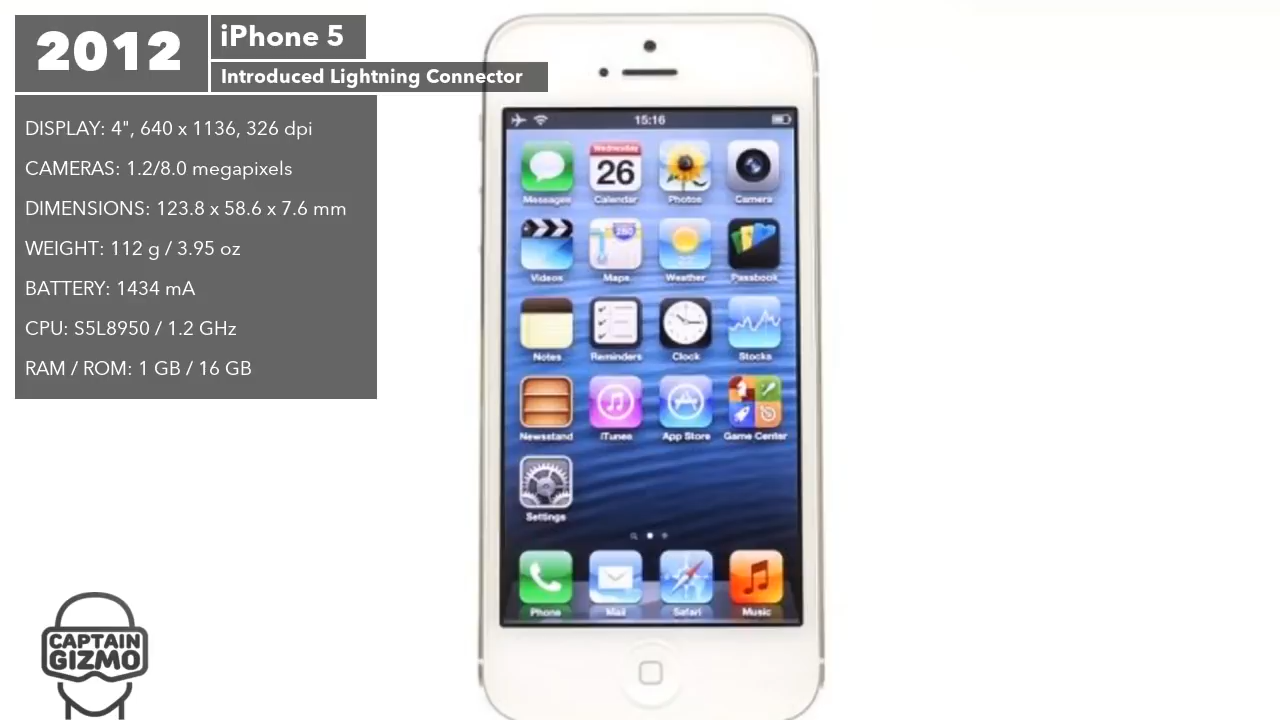 2012
iPhone 5
Introduced Lightning Connector
DISPLAY: 4", 640 x 1136, 326 dpi
CAMERAS: 1.2/8.0 megapixels
DIMENSIONS: 123.8 x 58.6 x 7.6 mm
WEIGHT: 112 g / 3.95 oz
BATTERY: 1434 mA
CPU: S5L8950 / 1.2 GHz
RAM / ROM: 1 GB / 16 GB
15:16
Wednesday
26
Messages Calendar Photos Camera
280
Videos Maps Weather Passbook
Notes Reminders Clock Stocks
Newsstand iTunes App Store Game Center
Settings
Phone Mail Safari Music
CAPTAIN
GIZMO